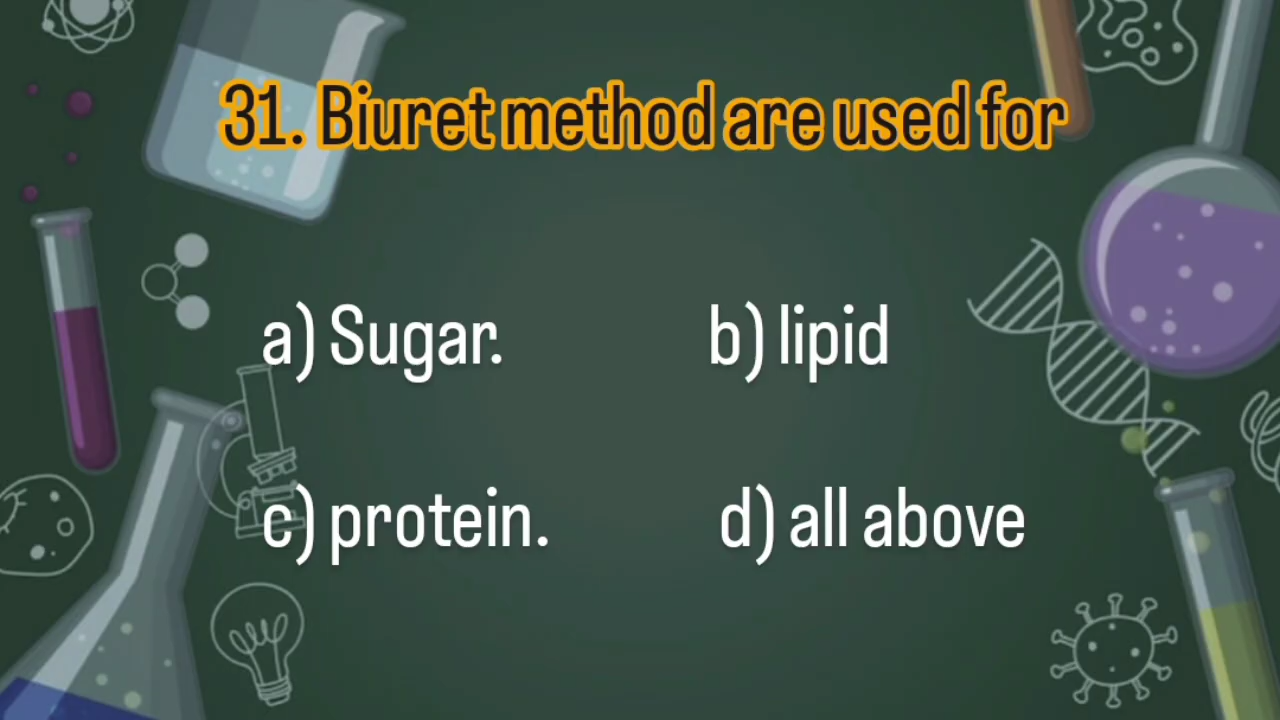 31. Biuret method are used for
a) Sugar. b) lipid
c) protein. d) all above